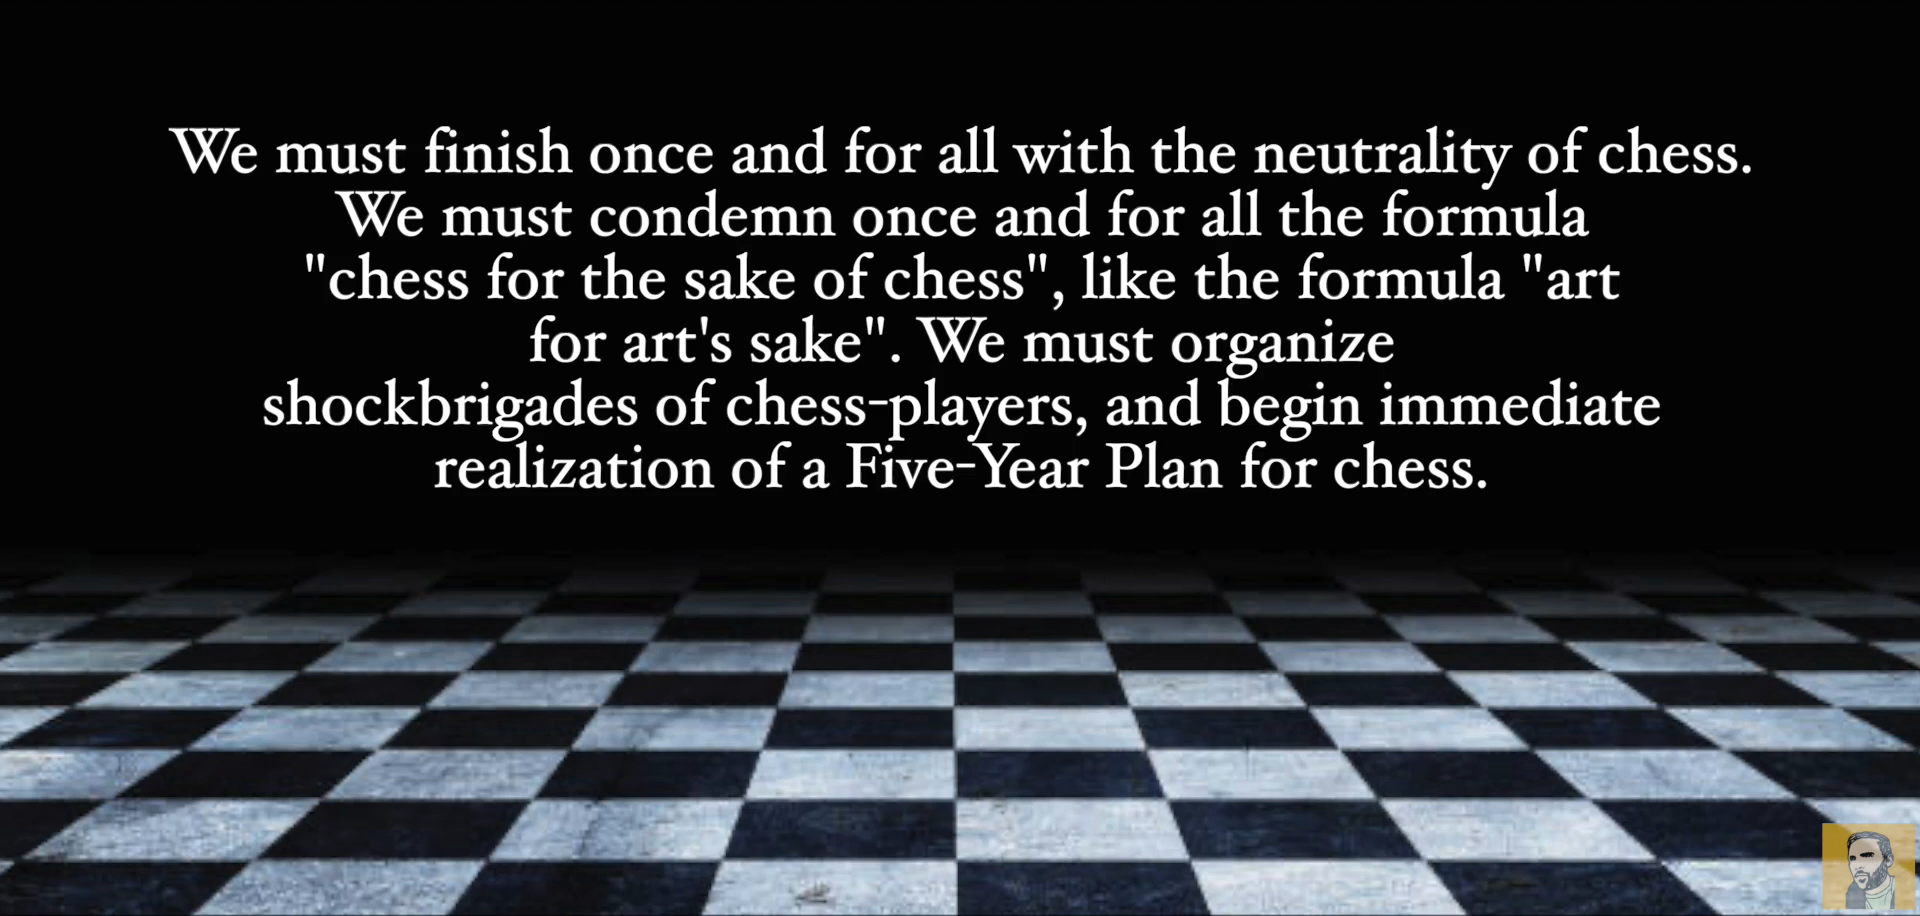 We must finish once and for all with the neutrality of chess.
We must condemn once and for all the formula
"chess for the sake of chess", like the formula "art
for art's sake". We must organize
shockbrigades of chess-players, and begin immediate
realization of a Five-Year Plan for chess.